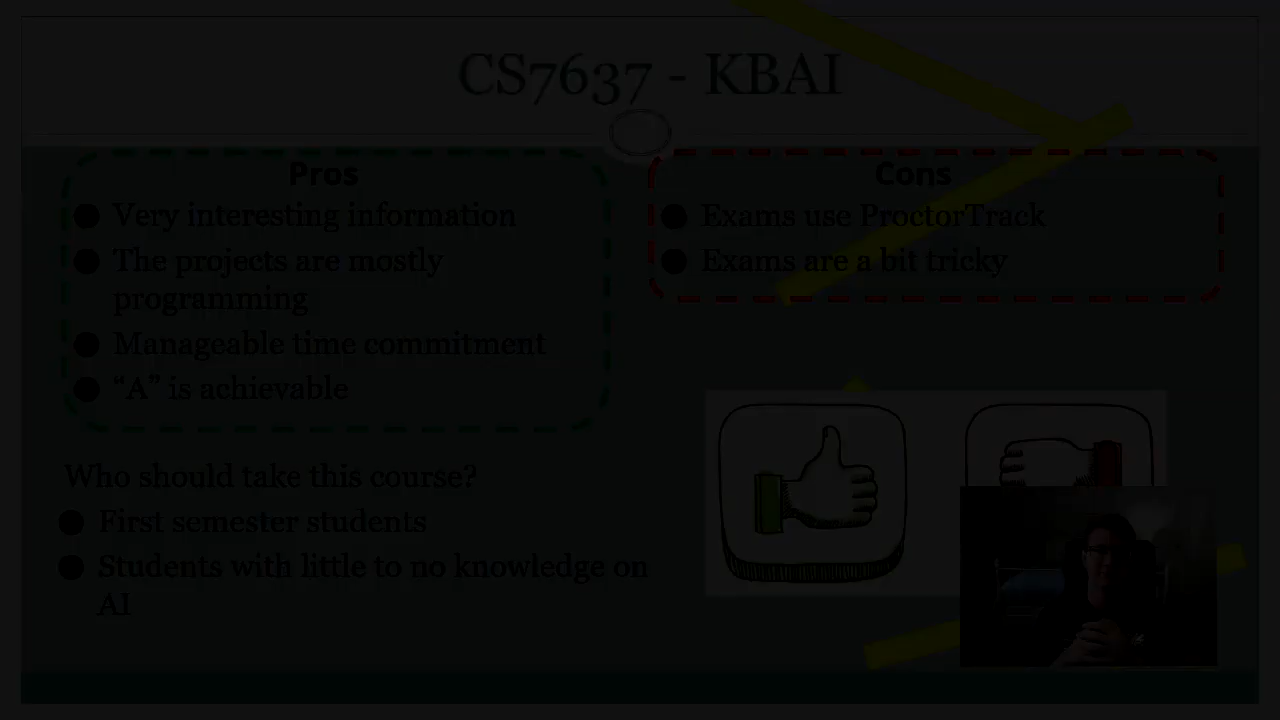 CS7637 - KBAI
Pros
Very interesting information
The projects are mostly
programming
Manageable time commitment
“A” is achievable
Cons
Exams use ProctorTrack
Exams are a bit tricky
Who should take this course?
First semester students
Students with little to no knowledge on
AI